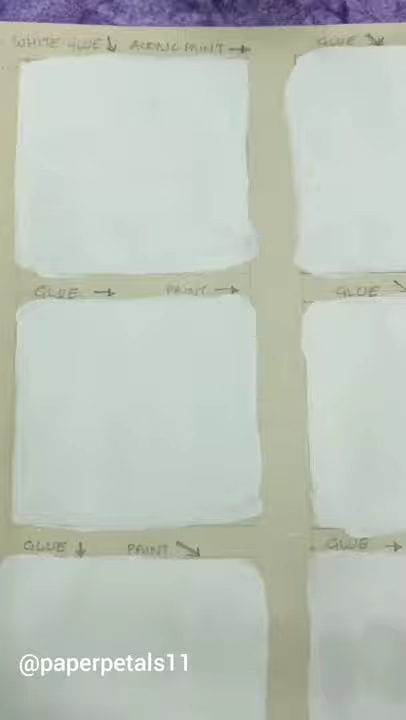 WHITE GLUE ↓ ACRYLIC PAINT →
GLUE ↘
GLUE → PAINT →
GLUE ↘
GLUE ↓ PAINT ↘
GLUE →
@paperpetals11